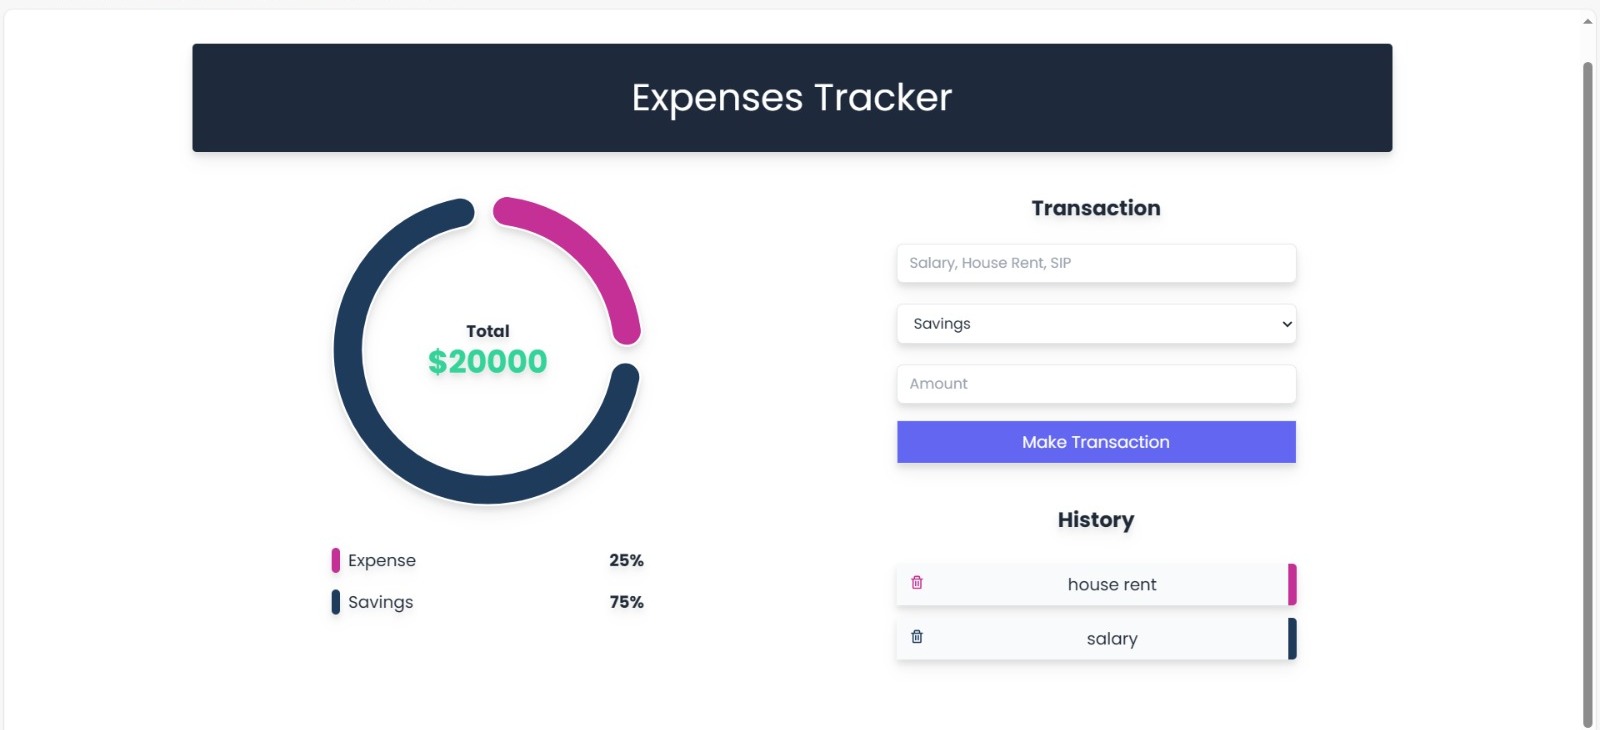 Expenses Tracker
Total
$20000
Expense 25%
Savings 75%
Transaction
Salary, House Rent, SIP
Savings
Amount
Make Transaction
History
house rent
salary